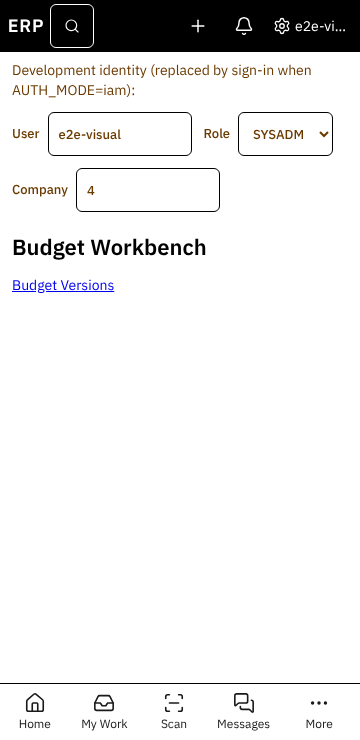 ERP
e2e-vi...
Development identity (replaced by sign-in when
AUTH_MODE=iam):
User e2e-visual Role SYSADM
Company 4
Budget Workbench
Budget Versions
Home My Work Scan Messages More